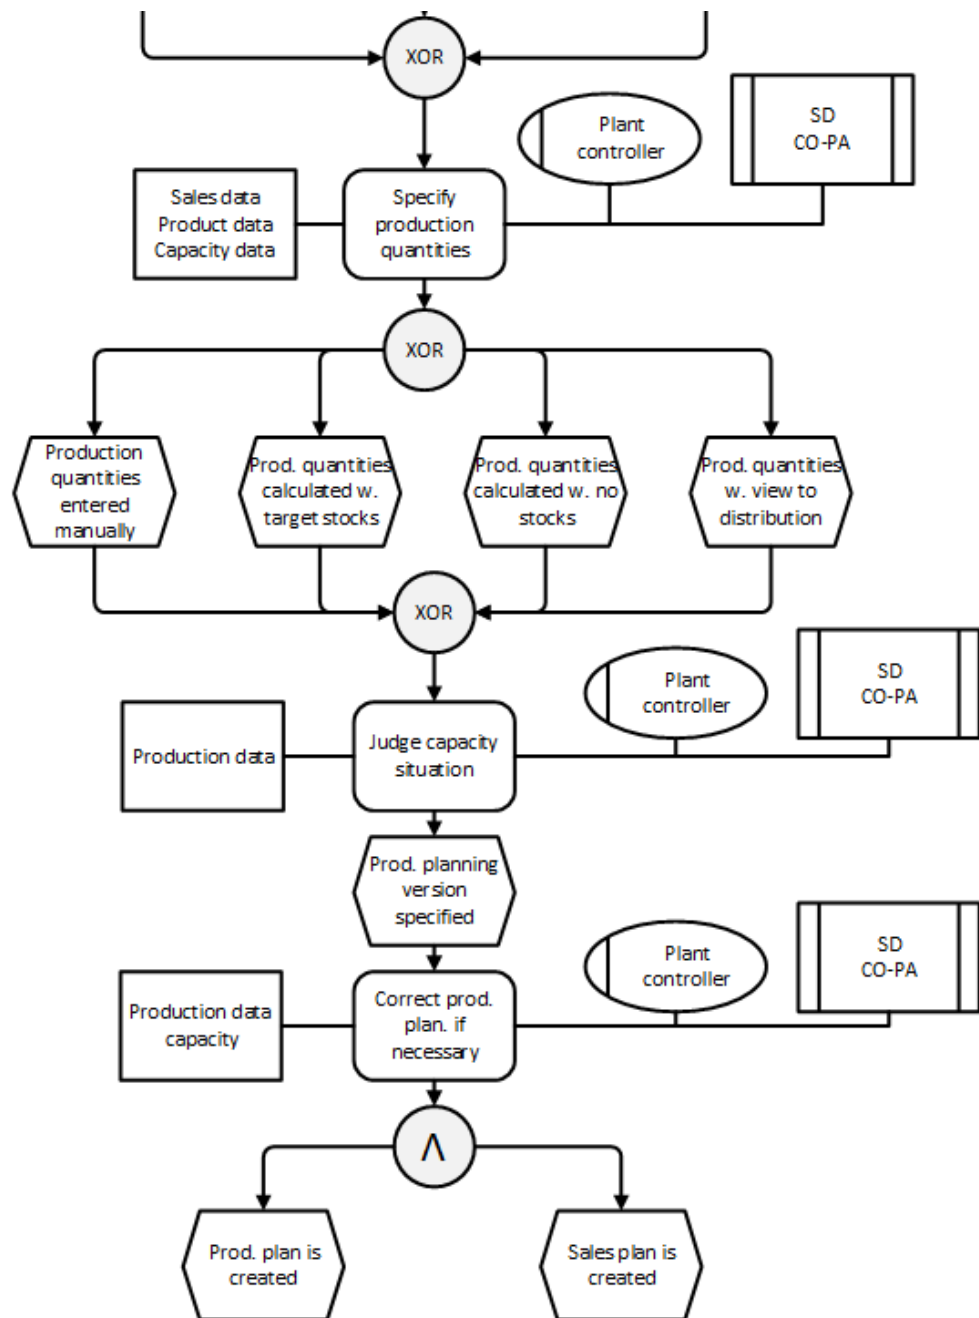 XOR
Plant
controller
SD
CO-PA
Sales data
Product data
Capacity data
Specify
production
quantities
XOR
Production
quantities
entered
manually
Prod. quantities
calculated w.
target stocks
Prod. quantities
calculated w. no
stocks
Prod. quantities
w. view to
distribution
XOR
Plant
controller
SD
CO-PA
Production data
Judge capacity
situation
Prod. planning
version
specified
Plant
controller
SD
CO-PA
Production data
capacity
Correct prod.
plan. if
necessary
Λ
Prod. plan is
created
Sales plan is
created